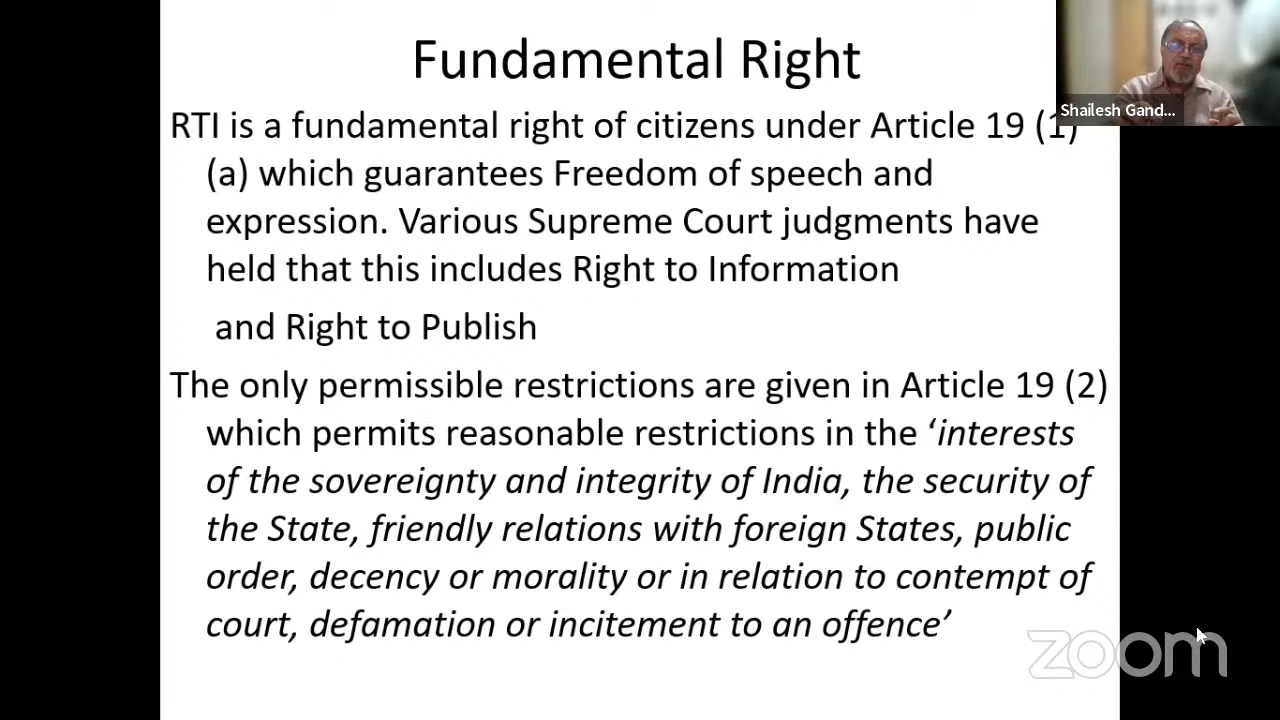 Fundamental Right
Shailesh Gand...
RTI is a fundamental right of citizens under Article 19 (1)
(a) which guarantees Freedom of speech and
expression. Various Supreme Court judgments have
held that this includes Right to Information
and Right to Publish
The only permissible restrictions are given in Article 19 (2)
which permits reasonable restrictions in the ‘interests
of the sovereignty and integrity of India, the security of
the State, friendly relations with foreign States, public
order, decency or morality or in relation to contempt of
court, defamation or incitement to an offence’
zoom